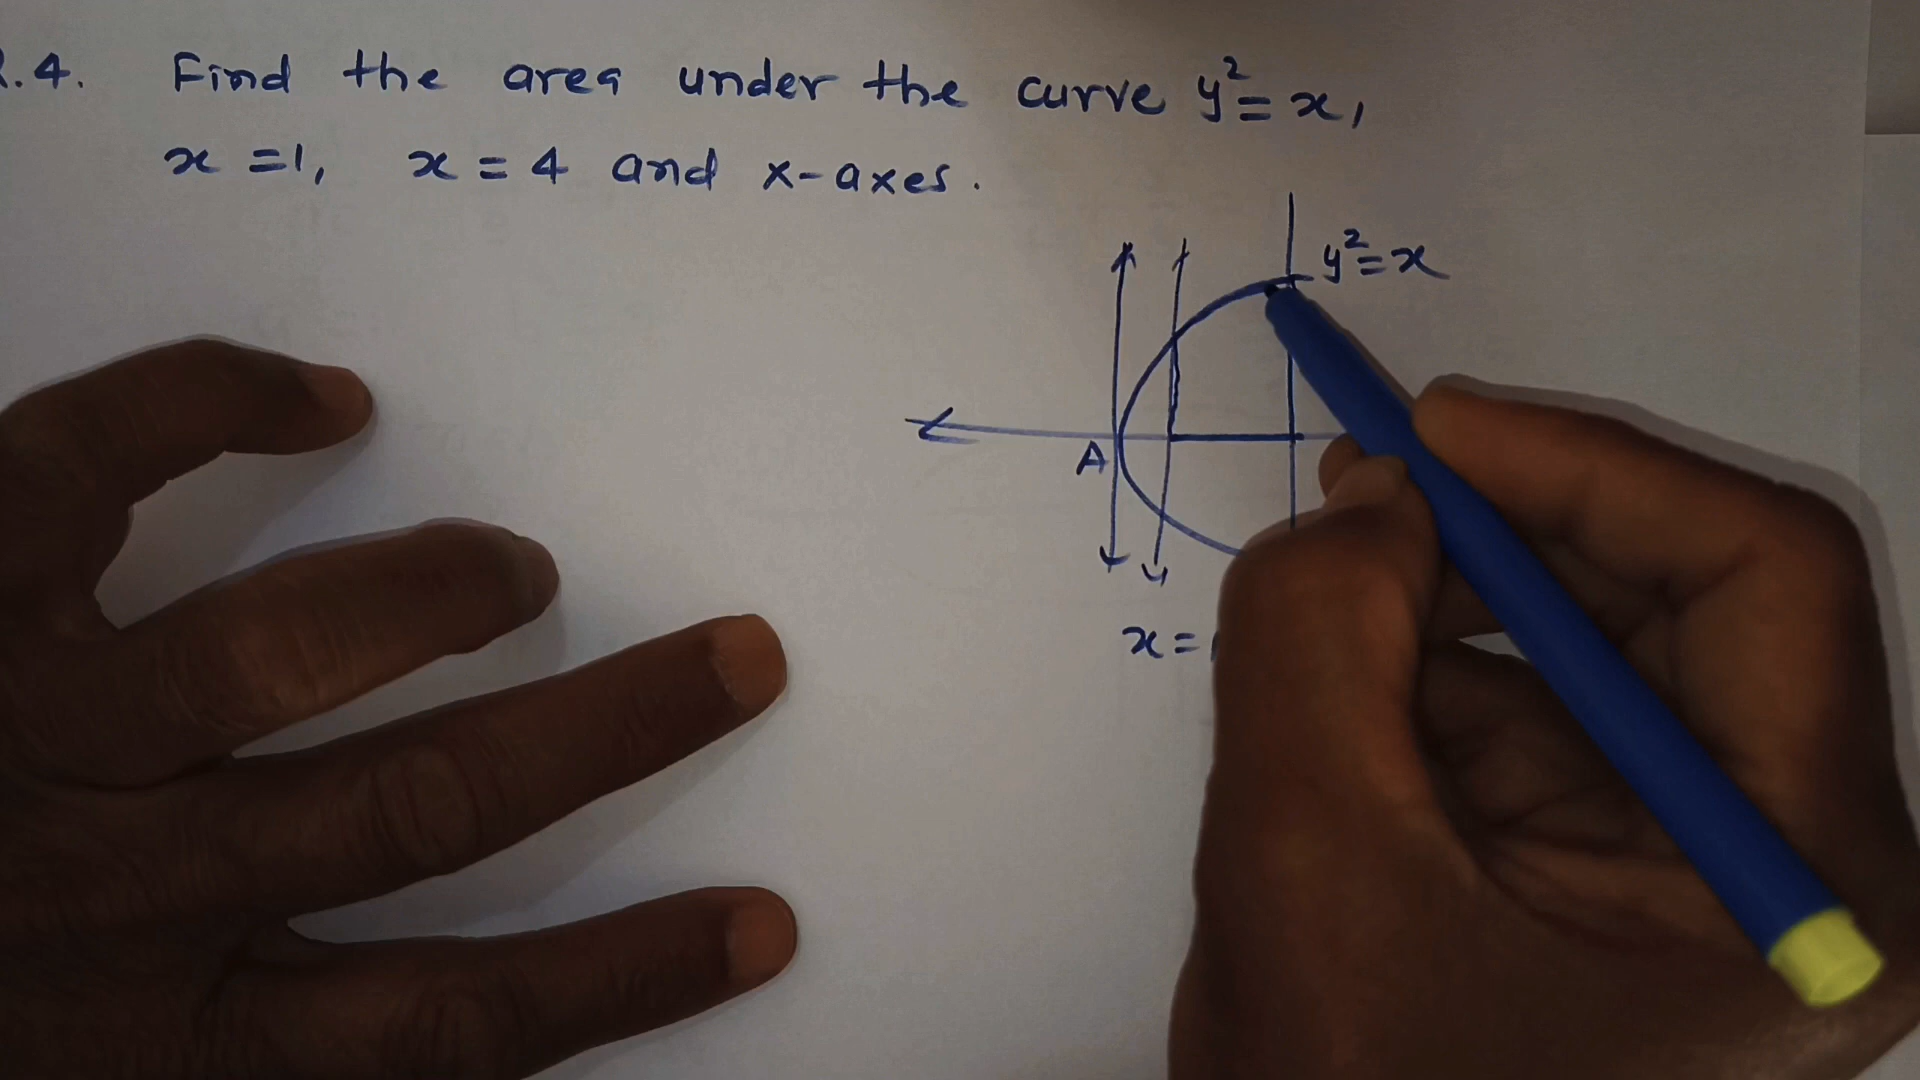 .4. Find the area under the curve y²= x,
x =1, x = 4 and x-axes.
y²= x
A
x =